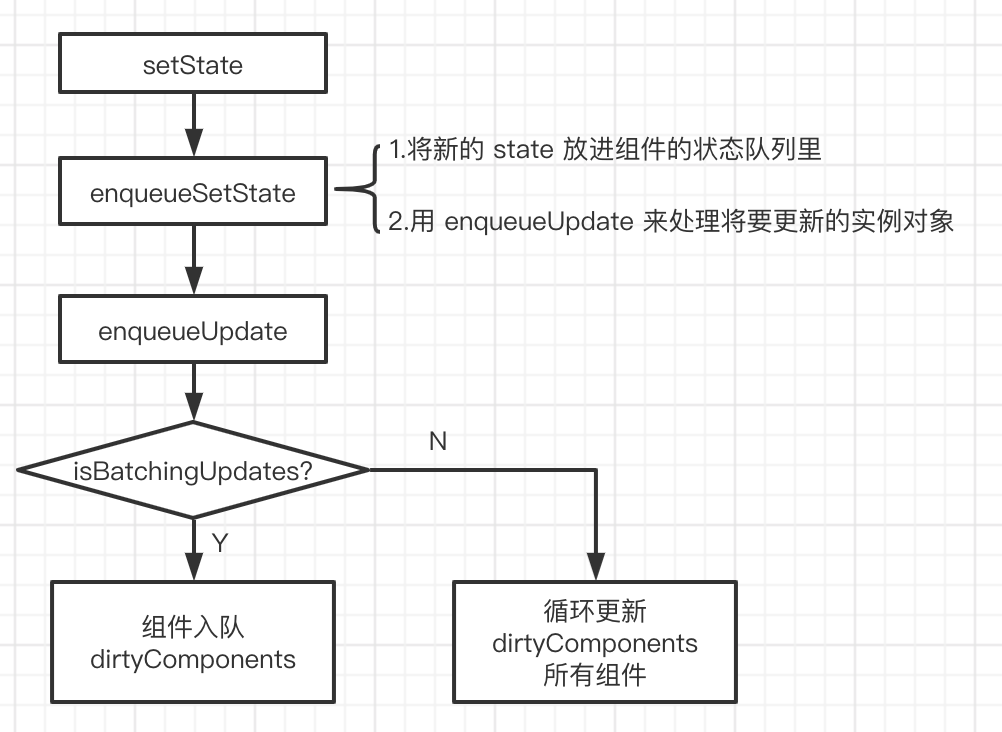 setState
enqueueSetState
1.将新的 state 放进组件的状态队列里
2.用 enqueueUpdate 来处理将要更新的实例对象
enqueueUpdate
isBatchingUpdates?
N
Y
组件入队
dirtyComponents
循环更新
dirtyComponents
所有组件